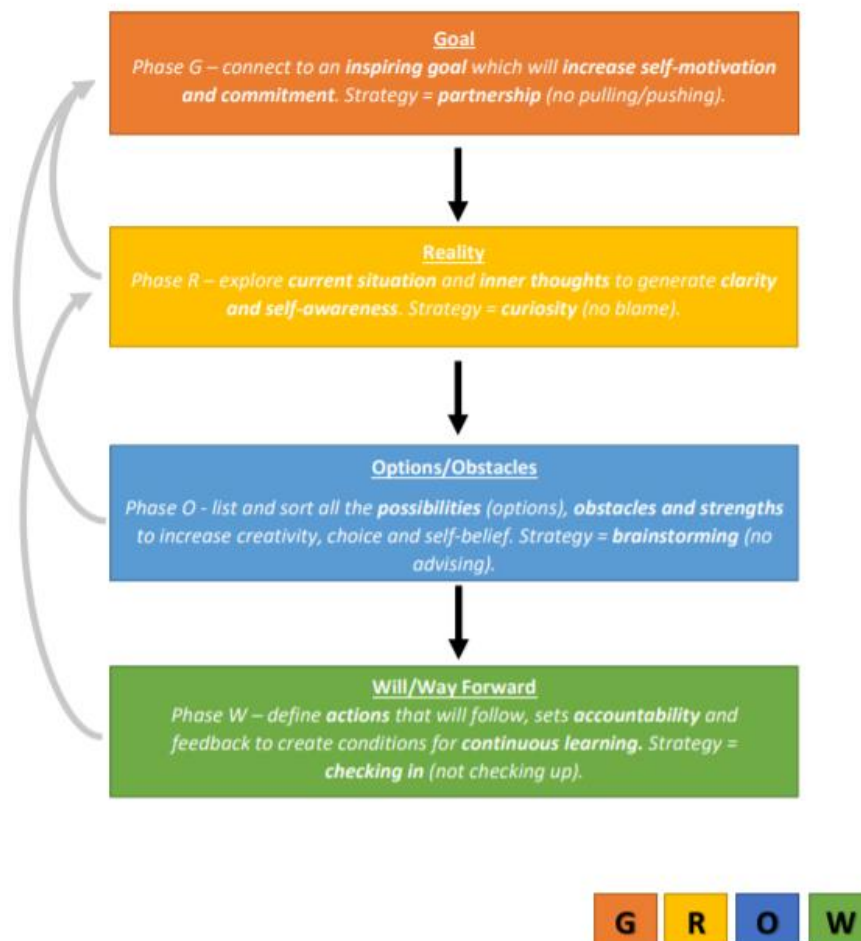 Goal
Phase G – connect to an inspiring goal which will increase self-motivation
and commitment. Strategy = partnership (no pulling/pushing).
Reality
Phase R – explore current situation and inner thoughts to generate clarity
and self-awareness. Strategy = curiosity (no blame).
Options/Obstacles
Phase O - list and sort all the possibilities (options), obstacles and strengths
to increase creativity, choice and self-belief. Strategy = brainstorming (no
advising).
Will/Way Forward
Phase W – define actions that will follow, sets accountability and
feedback to create conditions for continuous learning. Strategy =
checking in (not checking up).
G R O W